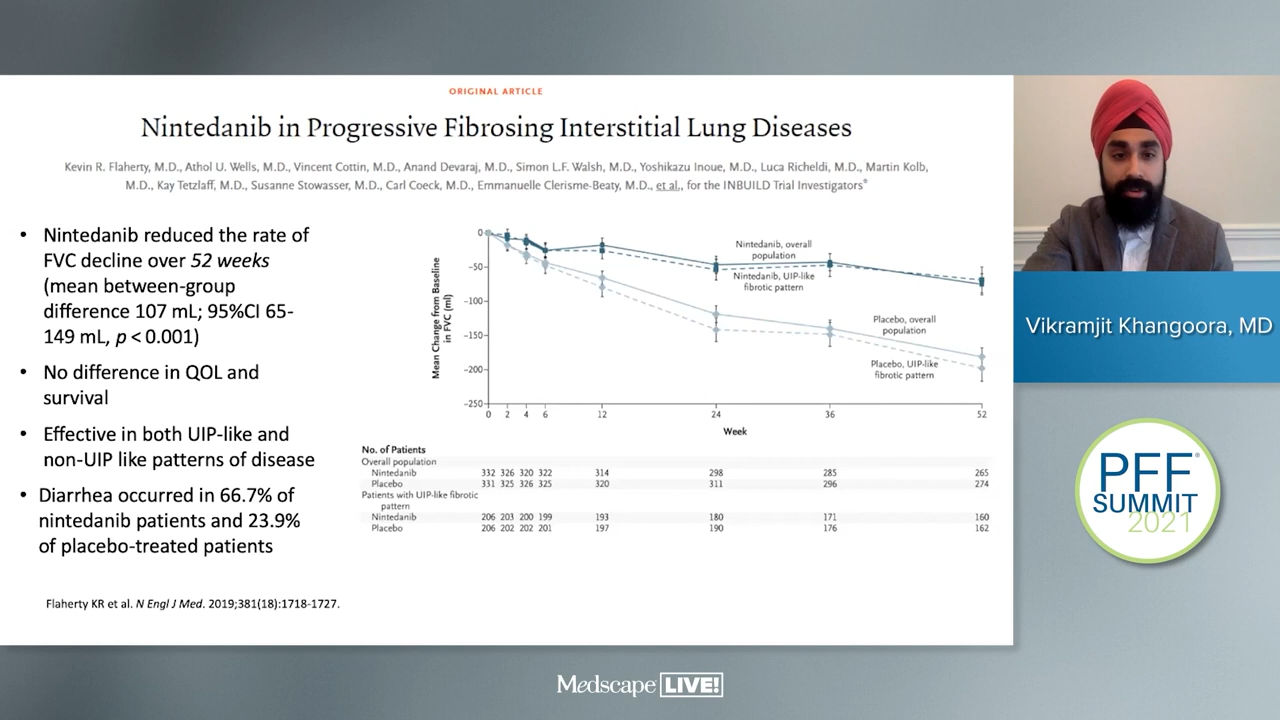 ORIGINAL ARTICLE
Nintedanib in Progressive Fibrosing Interstitial Lung Diseases
Kevin R. Flaherty, M.D., Athol U. Wells, M.D., Vincent Cottin, M.D., Anand Devaraj, M.D., Simon L.F. Walsh, M.D., Yoshikazu Inoue, M.D., Luca Richeldi, M.D., Martin Kolb,
M.D., Kay Tetzlaff, M.D., Susanne Stowasser, M.D., Carl Coeck, M.D., Emmanuelle Clerisme-Beaty, M.D., et al., for the INBUILD Trial Investigators*
• Nintedanib reduced the rate of
FVC decline over 52 weeks
(mean between-group
difference 107 mL; 95%CI 65-
149 mL, p < 0.001)
• No difference in QOL and
survival
• Effective in both UIP-like and
non-UIP like patterns of disease
• Diarrhea occurred in 66.7% of
nintedanib patients and 23.9%
of placebo-treated patients
Flaherty KR et al. N Engl J Med. 2019;381(18):1718-1727.
Mean Change from Baseline
in FVC (ml)
0
−50
−100
−150
−200
−250
Nintedanib, overall
population
Nintedanib, UIP-like
fibrotic pattern
Placebo, overall
population
Placebo, UIP-like
fibrotic pattern
0 2 4 6 12 24 36 52
Week
No. of Patients
Overall population
Nintedanib 332 326 320 322 314 298 285 265
Placebo 331 325 326 325 320 311 296 274
Patients with UIP-like fibrotic
pattern
Nintedanib 206 203 200 199 193 180 171 160
Placebo 206 202 202 201 197 190 176 162
Vikramjit Khangoora, MD
PFF®
SUMMIT
2021
Medscape LIVE!